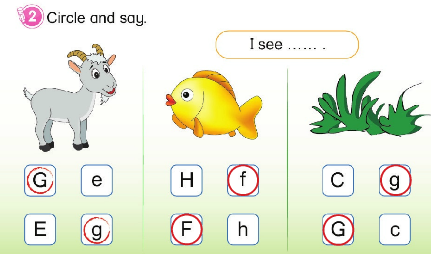 2 Circle and say.
I see ...... .
G e H f C g
E g F h G c